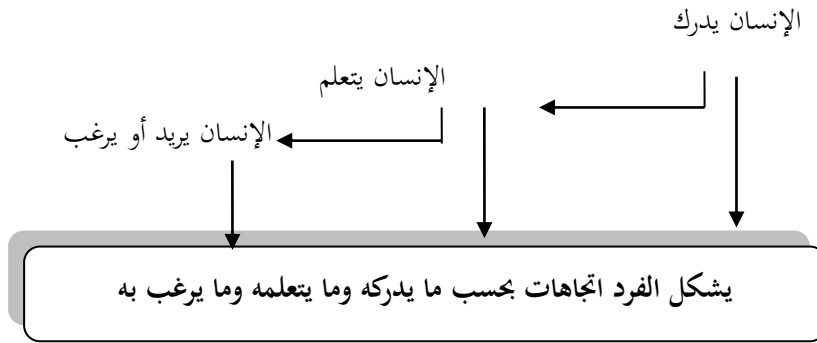 الإنسان يدرك
الإنسان يتعلم
الإنسان يريد أو يرغب
يشكل الفرد اتجاهات بحسب ما يدركه وما يتعلمه وما يرغب به